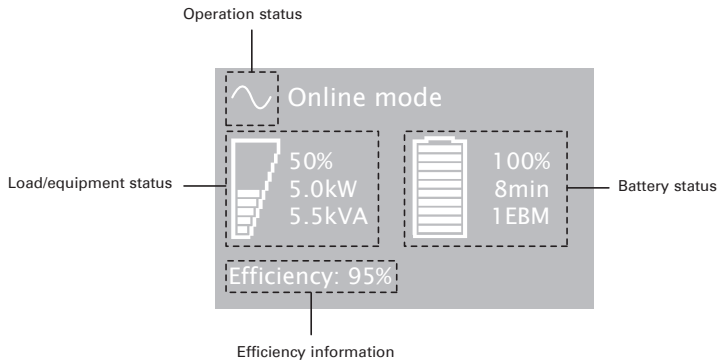 Operation status
Online mode
Load/equipment status
50%
5.0kW
5.5kVA
100%
8min
1EBM
Battery status
Efficiency: 95%
Efficiency information